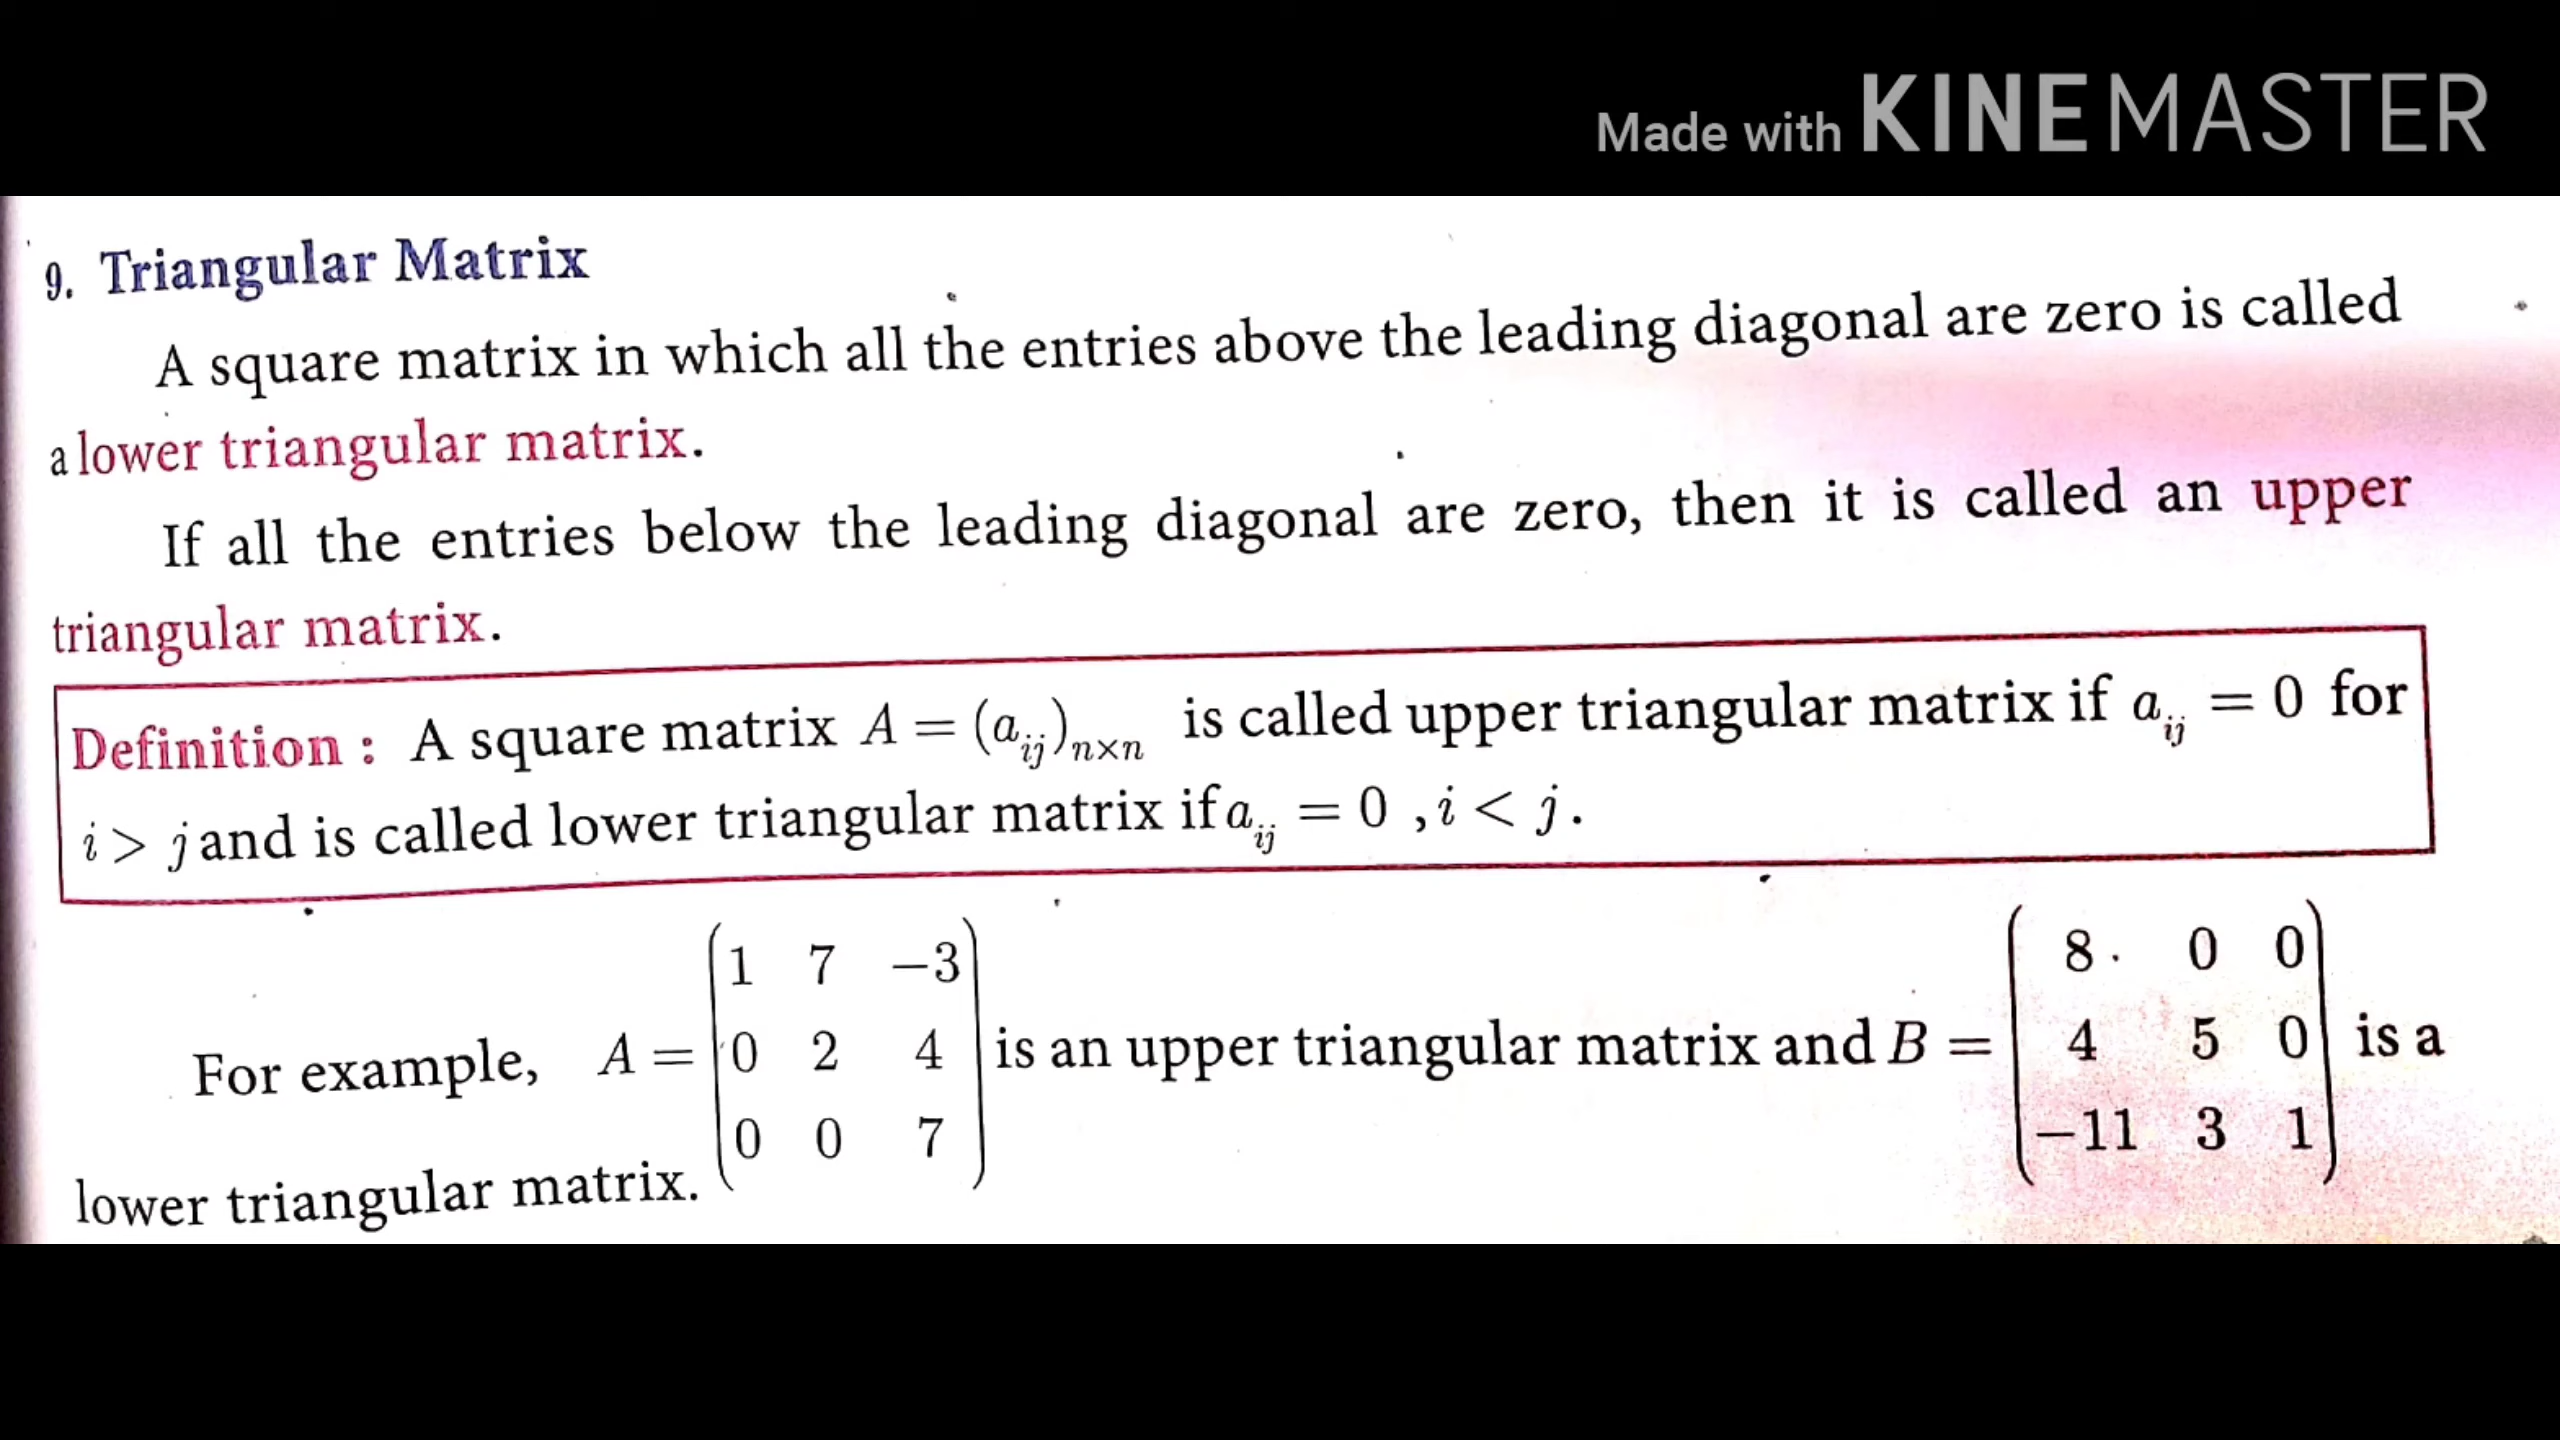 Made with KINEMASTER
9. Triangular Matrix
A square matrix in which all the entries above the leading diagonal are zero is called
a lower triangular matrix.
If all the entries below the leading diagonal are zero, then it is called an upper
triangular matrix.
Definition : A square matrix A = (a_ij)_n×n is called upper triangular matrix if a_ij = 0 for
i > j and is called lower triangular matrix if a_ij = 0 , i < j.
1 7 −3 8 0 0
For example, A = 0 2 4 is an upper triangular matrix and B = 4 5 0 is a
0 0 7 −11 3 1
lower triangular matrix.